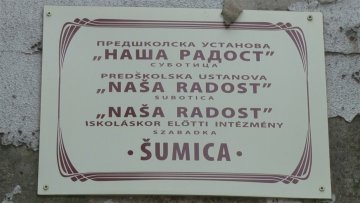 ПРЕДШКОЛСКА УСТАНОВА
„НАША РАДОСТ”
СУБОТИЦА
PREDŠKOLSKA USTANOVA
„NAŠA RADOST”
SUBOTICA
„NAŠA RADOST”
ISKOLÁSKOR ELŐTTI INTÉZMÉNY
SZABADKA
· ŠUMICA ·